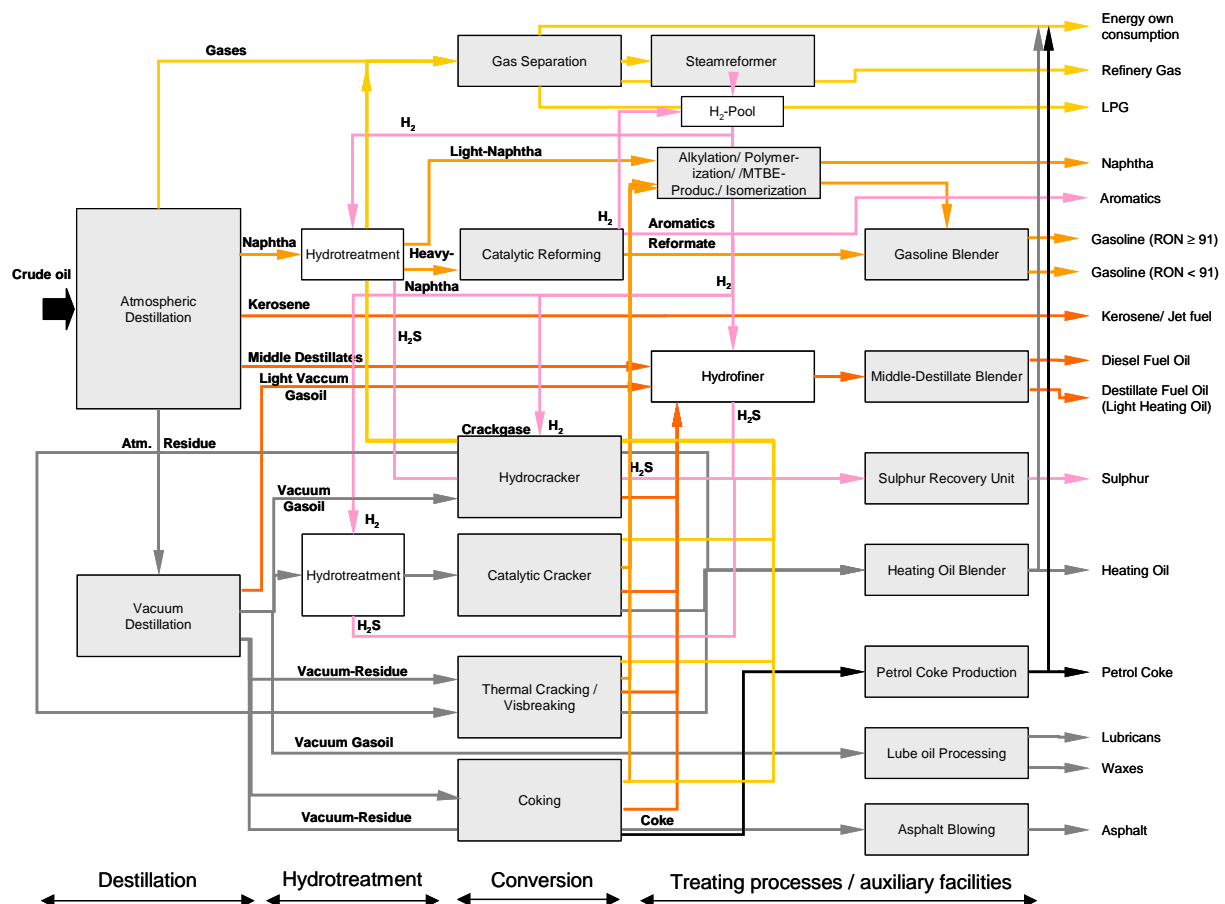 Energy own
consumption
Gases
Gas Separation
Steamreformer
Refinery Gas
H₂-Pool
LPG
H₂
Light-Naphtha
Alkylation/ Polymer-
ization/ /MTBE-
Produc./ Isomerization
Naphtha
Aromatics
H₂
Aromatics
Naphtha
Hydrotreatment
Heavy-
Catalytic Reforming
Reformate
Gasoline Blender
Gasoline (RON ≥ 91)
Gasoline (RON < 91)
Crude oil
Atmospheric
Destillation
Naphtha
H₂
Kerosene
Kerosene/ Jet fuel
H₂S
Middle Destillates
Hydrofiner
Middle-Destillate Blender
Diesel Fuel Oil
Light Vaccum
Gasoil
Destillate Fuel Oil
(Light Heating Oil)
H₂S
Crackgase
H₂
Atm.
Residue
Hydrocracker
H₂S
Sulphur Recovery Unit
Sulphur
Vacuum
Gasoil
H₂
Hydrotreatment
Catalytic Cracker
Heating Oil Blender
Heating Oil
Vacuum
Destillation
H₂S
Vacuum-Residue
Thermal Cracking /
Visbreaking
Petrol Coke Production
Petrol Coke
Vacuum Gasoil
Lube oil Processing
Lubricans
Waxes
Coking
Vacuum-Residue
Coke
Asphalt Blowing
Asphalt
Destillation
Hydrotreatment
Conversion
Treating processes / auxiliary facilities